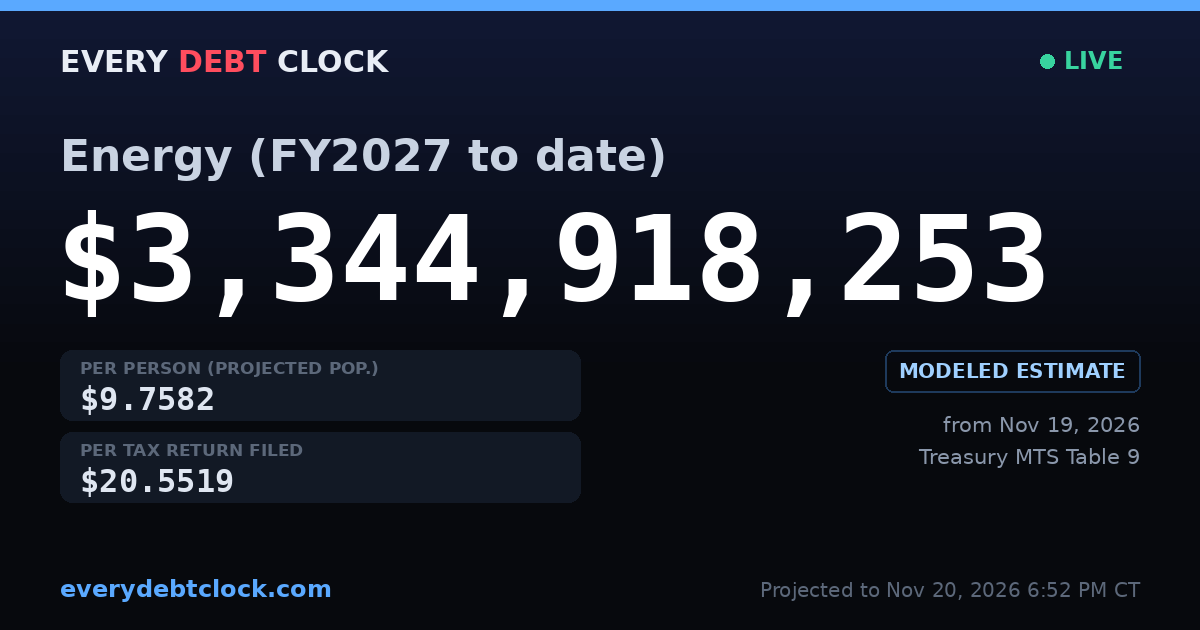 EVERY DEBT CLOCK
LIVE
Energy (FY2027 to date)
$3,344,918,253
PER PERSON (PROJECTED POP.)
$9.7582
PER TAX RETURN FILED
$20.5519
MODELED ESTIMATE
from Nov 19, 2026
Treasury MTS Table 9
everydebtclock.com
Projected to Nov 20, 2026 6:52 PM CT